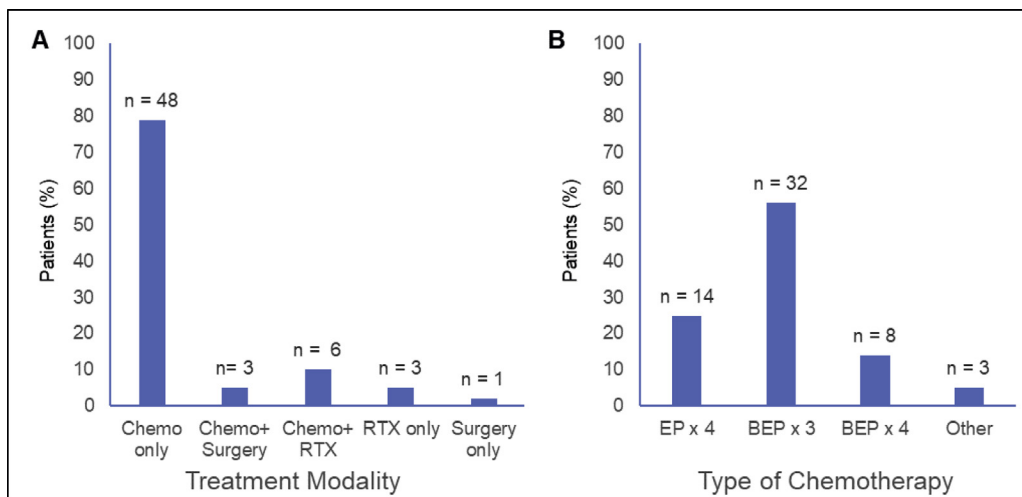 A
100
90
80
70
60
50
40
30
20
10
0
Patients (%)
n = 48
n= 3
n = 6
n = 3
n = 1
Chemo only
Chemo+ Surgery
Chemo+ RTX
RTX only
Surgery only
Treatment Modality
B
100
90
80
70
60
50
40
30
20
10
0
Patients (%)
n = 14
n = 32
n = 8
n = 3
EP x 4
BEP x 3
BEP x 4
Other
Type of Chemotherapy